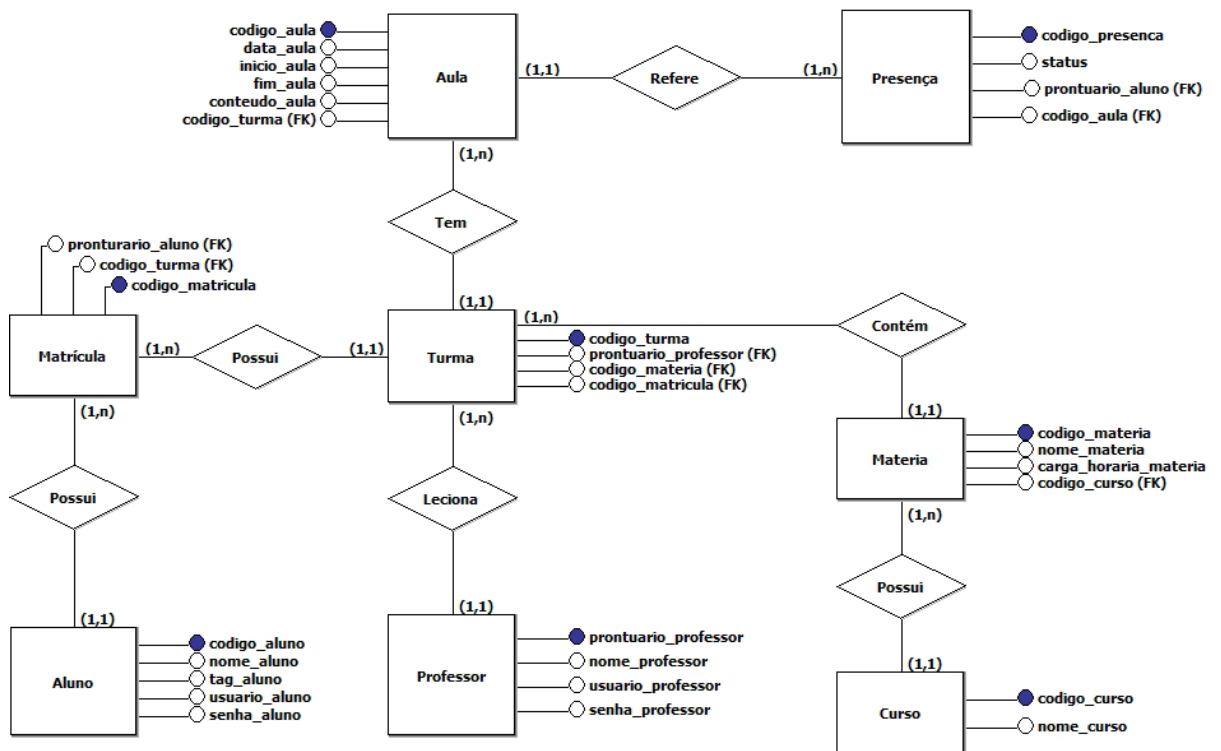 codigo_aula
data_aula
inicio_aula
fim_aula
conteudo_aula
codigo_turma (FK)
Aula
(1,1)
Refere
(1,n)
Presença
codigo_presenca
status
prontuario_aluno (FK)
codigo_aula (FK)
(1,n)
Tem
(1,1)
pronturario_aluno (FK)
codigo_turma (FK)
codigo_matricula
Matrícula
(1,n)
Possui
(1,1)
Turma
(1,n)
codigo_turma
prontuario_professor (FK)
codigo_materia (FK)
codigo_matricula (FK)
Contém
(1,1)
Materia
codigo_materia
nome_materia
carga_horaria_materia
codigo_curso (FK)
(1,n)
Possui
(1,1)
(1,n)
Leciona
(1,1)
(1,n)
Possui
(1,1)
Aluno
codigo_aluno
nome_aluno
tag_aluno
usuario_aluno
senha_aluno
Professor
prontuario_professor
nome_professor
usuario_professor
senha_professor
Curso
codigo_curso
nome_curso